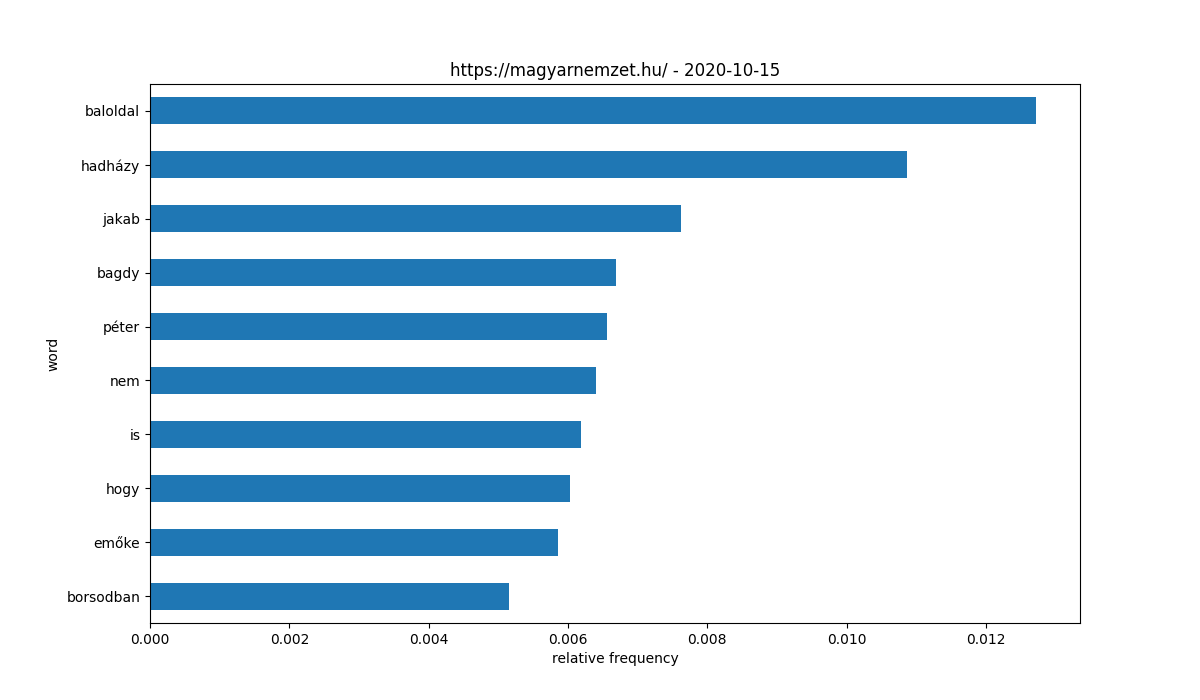 https://magyarnemzet.hu/ - 2020-10-15
baloldal
hadházy
jakab
bagdy
péter
nem
is
hogy
emőke
borsodban
word
0.000 0.002 0.004 0.006 0.008 0.010 0.012
relative frequency